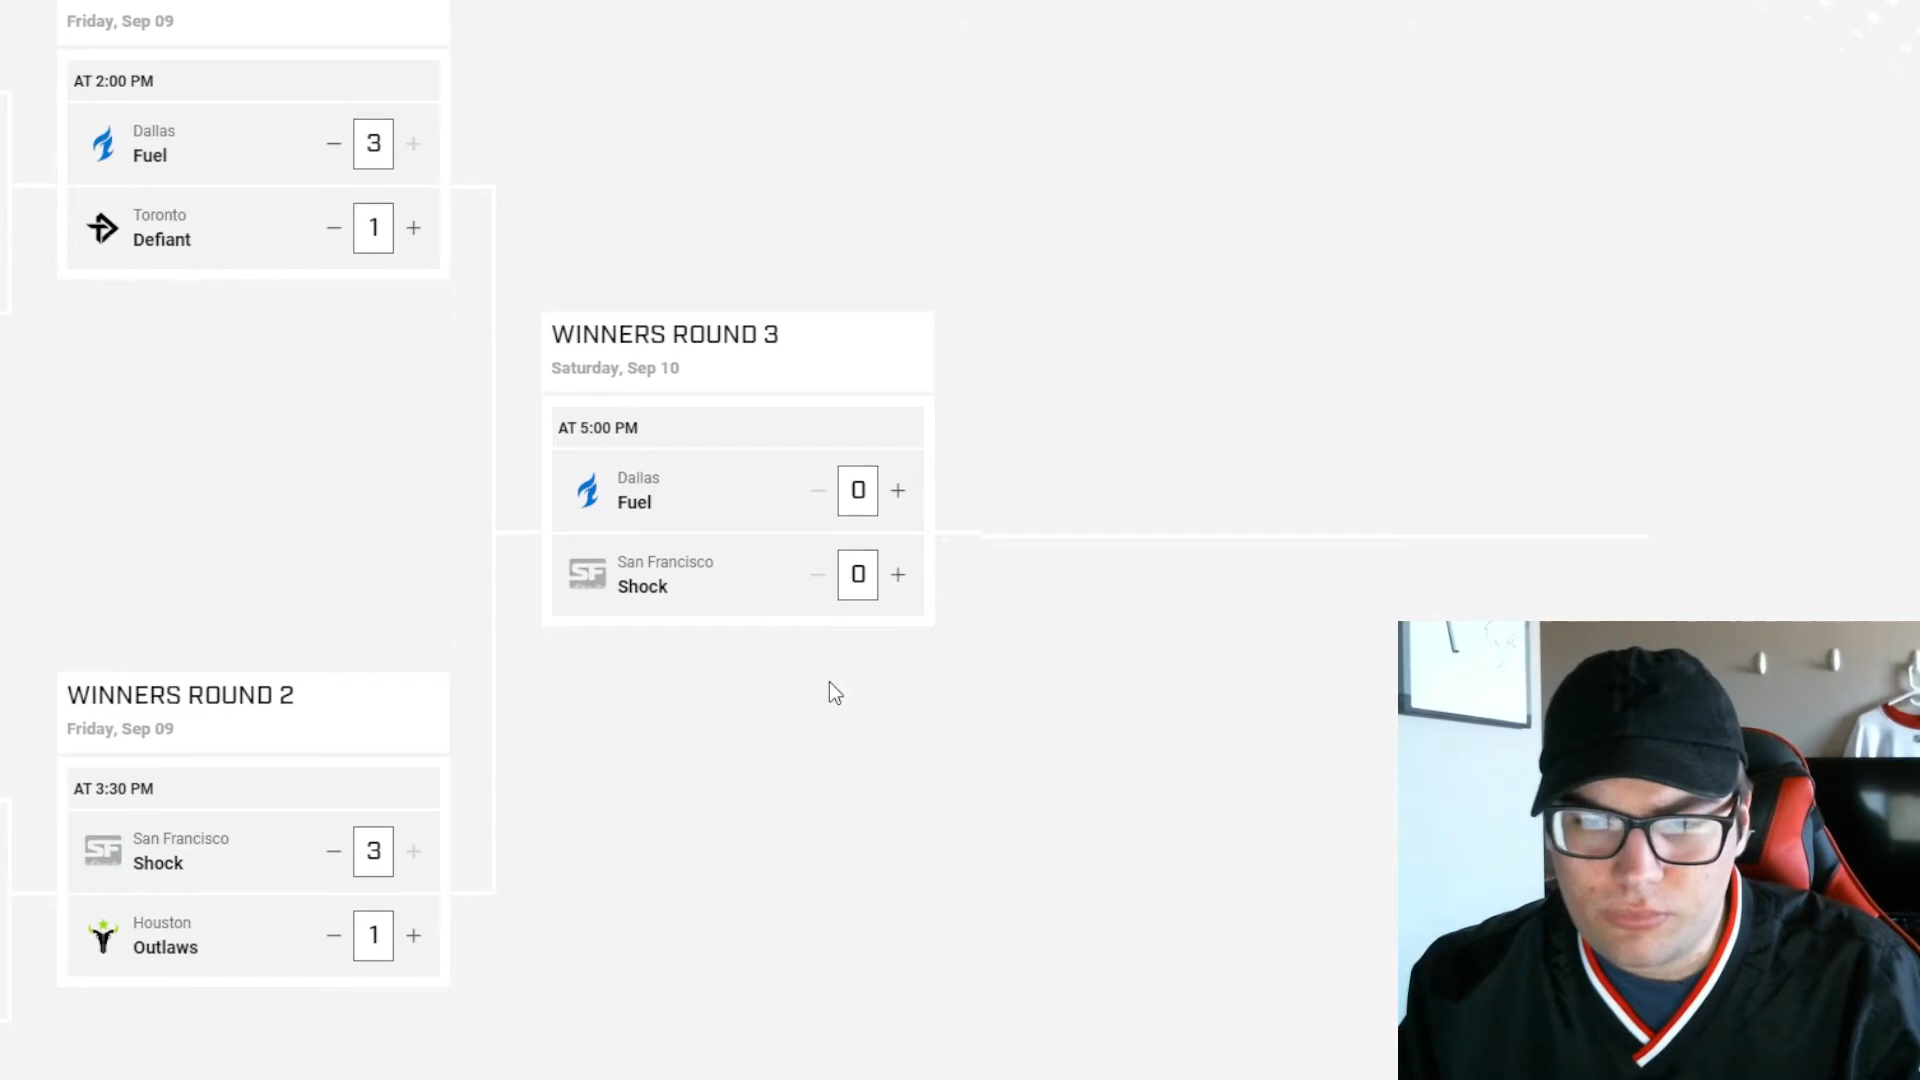 Friday, Sep 09
AT 2:00 PM
Dallas
Fuel
− 3 +
Toronto
Defiant
− 1 +
WINNERS ROUND 3
Saturday, Sep 10
AT 5:00 PM
Dallas
Fuel
− 0 +
SF
San Francisco
Shock
− 0 +
WINNERS ROUND 2
Friday, Sep 09
AT 3:30 PM
SF
San Francisco
Shock
− 3 +
Houston
Outlaws
− 1 +